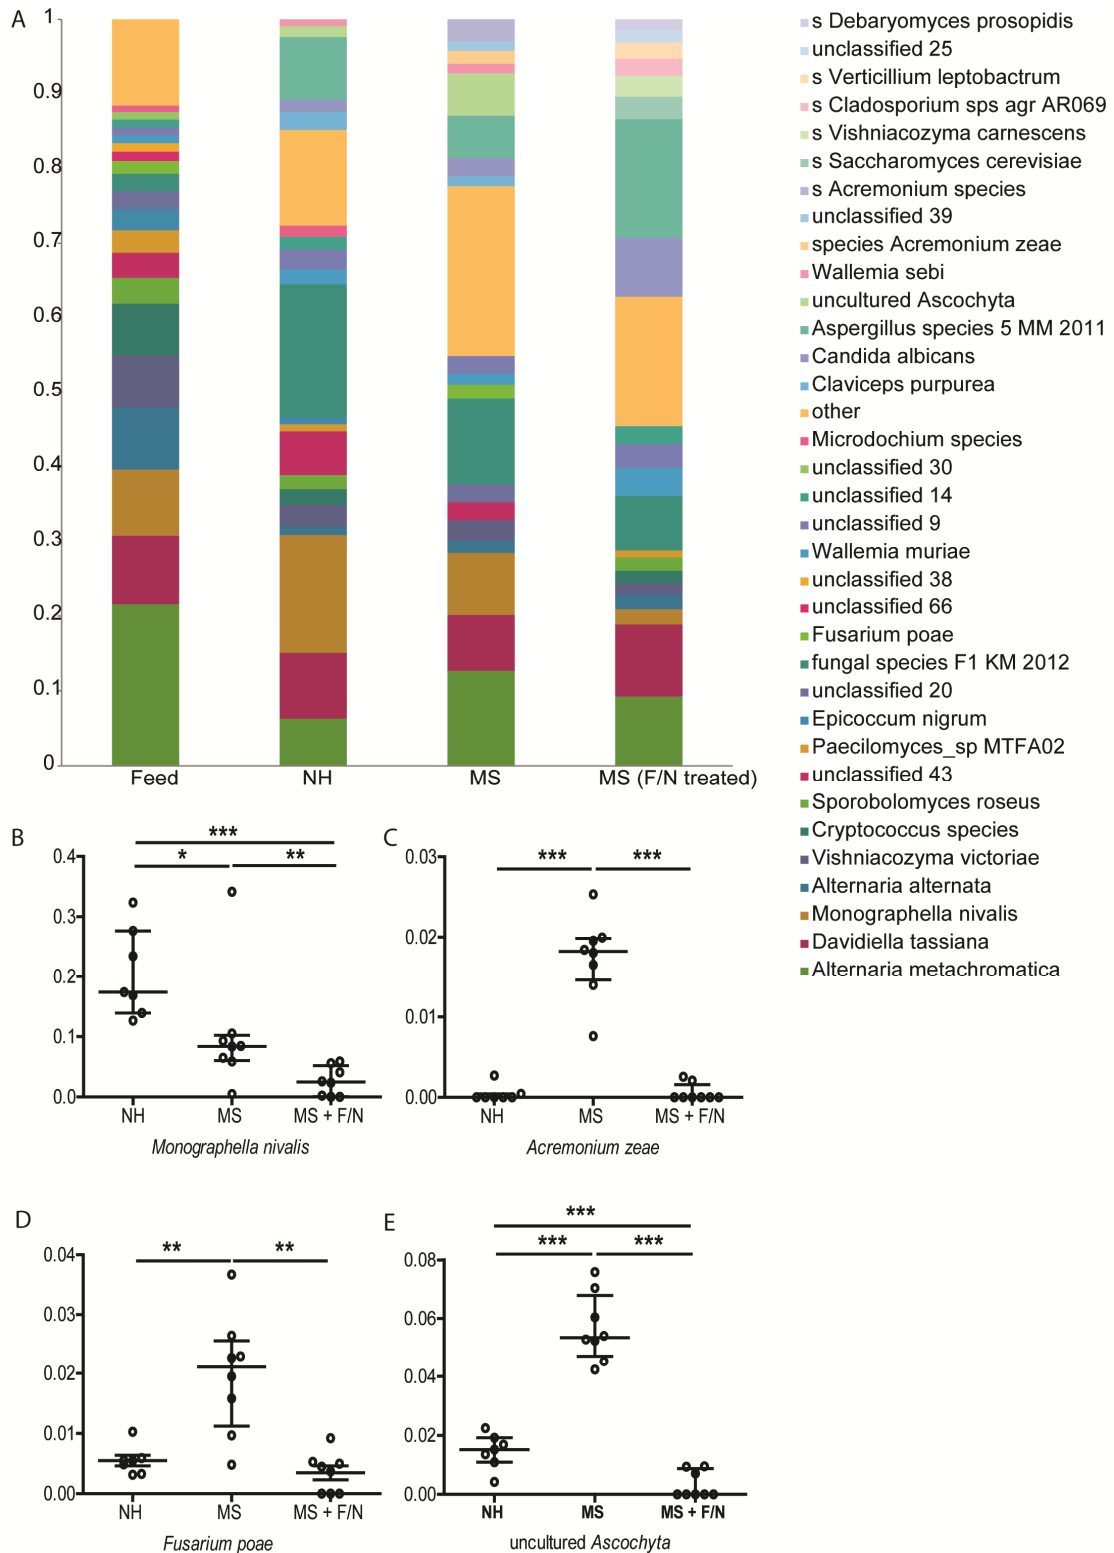 A
1
0.9
0.8
0.7
0.6
0.5
0.4
0.3
0.2
0.1
0
Feed
NH
MS
MS (F/N treated)
s Debaryomyces prosopidis
unclassified 25
s Verticillium leptobactrum
s Cladosporium sps agr AR069
s Vishniacozyma carnescens
s Saccharomyces cerevisiae
s Acremonium species
unclassified 39
species Acremonium zeae
Wallemia sebi
uncultured Ascochyta
Aspergillus species 5 MM 2011
Candida albicans
Claviceps purpurea
other
Microdochium species
unclassified 30
unclassified 14
unclassified 9
Wallemia muriae
unclassified 38
unclassified 66
Fusarium poae
fungal species F1 KM 2012
unclassified 20
Epicoccum nigrum
Paecilomyces_sp MTFA02
unclassified 43
Sporobolomyces roseus
Cryptococcus species
Vishniacozyma victoriae
Alternaria alternata
Monographella nivalis
Davidiella tassiana
Alternaria metachromatica
B
***
*
**
0.4
0.3
0.2
0.1
0.0
NH
MS
MS + F/N
Monographella nivalis
C
***
***
0.03
0.02
0.01
0.00
NH
MS
MS + F/N
Acremonium zeae
D
**
**
0.04
0.03
0.02
0.01
0.00
NH
MS
MS + F/N
Fusarium poae
E
***
***
***
0.08
0.06
0.04
0.02
0.00
NH
MS
MS + F/N
uncultured Ascochyta